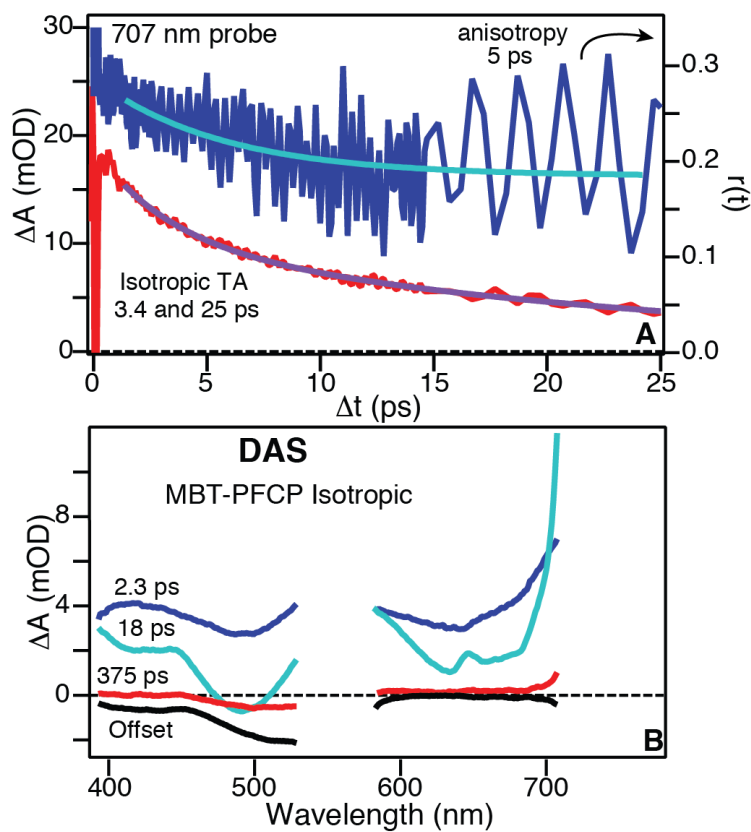 30
707 nm probe
anisotropy
5 ps
0.3
20
ΔA (mOD)
0.2
r(t)
10
0.1
Isotropic TA
3.4 and 25 ps
A
0
0.0
0 5 10 15 20 25
Δt (ps)
DAS
MBT-PFCP Isotropic
8
ΔA (mOD)
2.3 ps
4
18 ps
375 ps
0
Offset
B
400 500 600 700
Wavelength (nm)